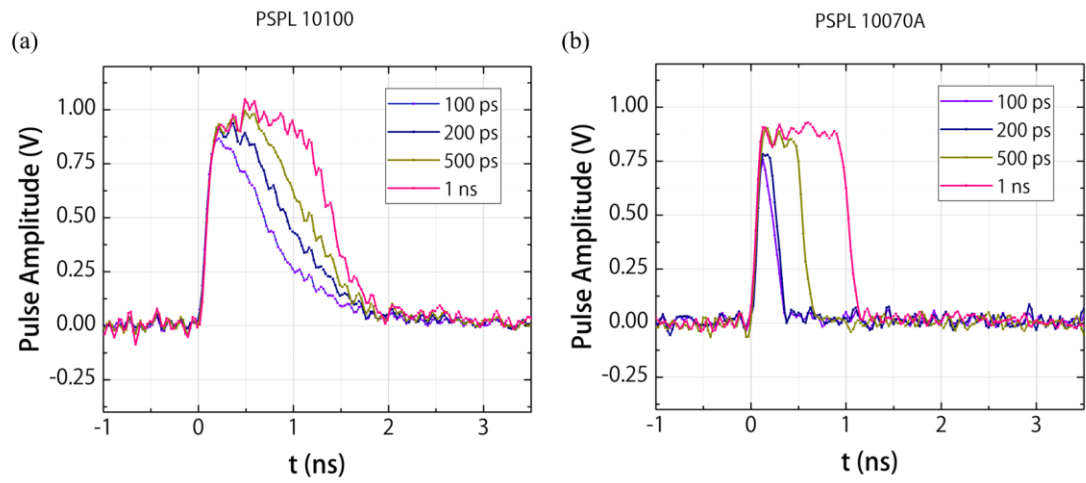 PSPL 10100
(a)
Pulse Amplitude (V)
1.00
0.75
0.50
0.25
0.00
-0.25
100 ps
200 ps
500 ps
1 ns
-1
0
1
2
3
t (ns)
PSPL 10070A
(b)
Pulse Amplitude (V)
1.00
0.75
0.50
0.25
0.00
-0.25
100 ps
200 ps
500 ps
1 ns
-1
0
1
2
3
t (ns)